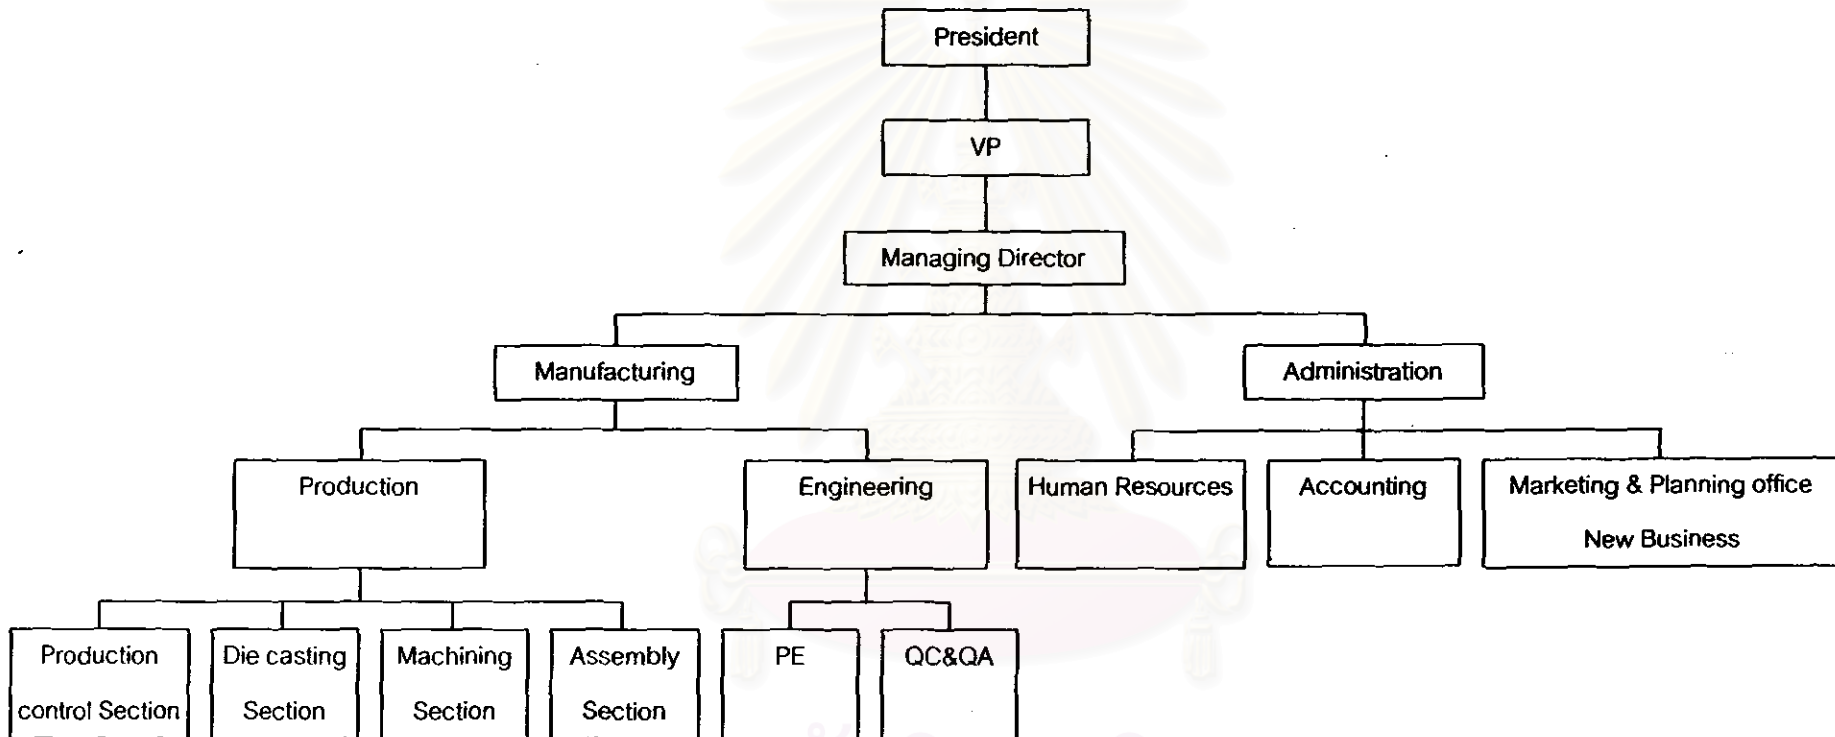 President
VP
Managing Director
Manufacturing
Administration
Production
Engineering
Human Resources
Accounting
Marketing & Planning office
New Business
Production
control Section
Die casting
Section
Machining
Section
Assembly
Section
PE
QC&QA